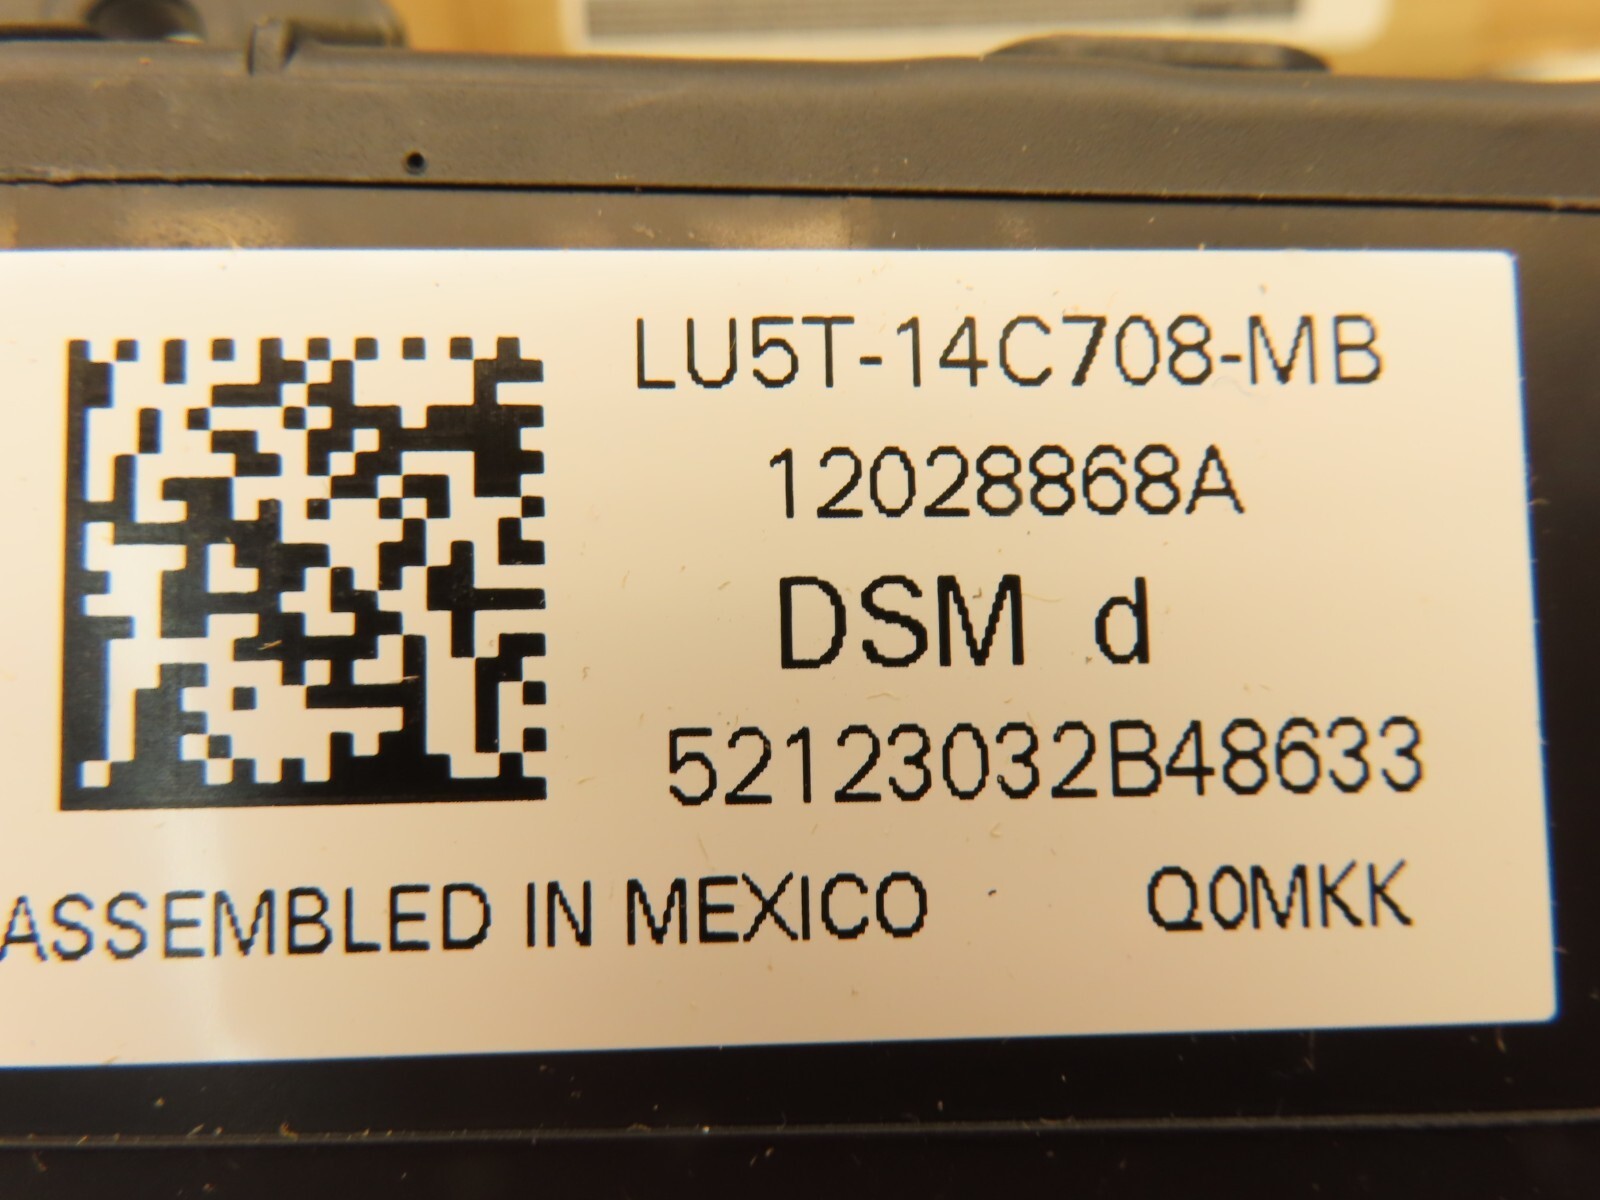 LU5T-14C708-MB
12028868A
DSM d
52123032B48633
ASSEMBLED IN MEXICO Q0MKK